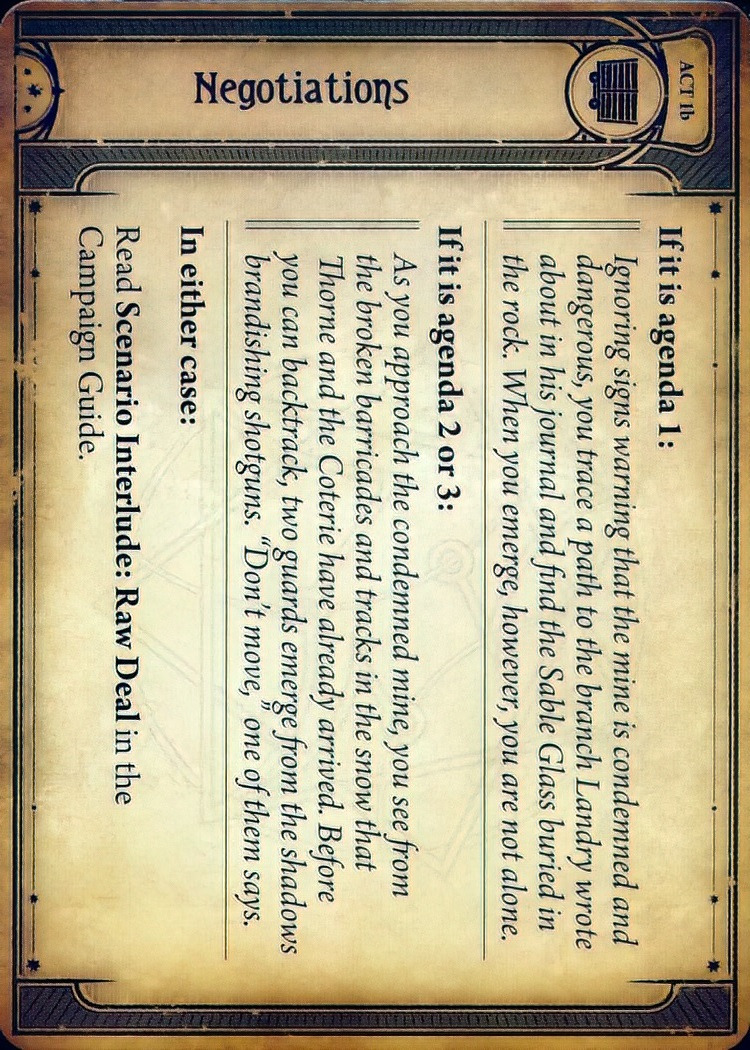 ACT 1b
Negotiations
If it is agenda 1:
Ignoring signs warning that the mine is condemned and
dangerous, you trace a path to the branch Landry wrote
about in his journal and find the Sable Glass buried in
the rock. When you emerge, however, you are not alone.
If it is agenda 2 or 3:
As you approach the condemned mine, you see from
the broken barricades and tracks in the snow that
Thorne and the Coterie have already arrived. Before
you can backtrack, two guards emerge from the shadows
brandishing shotguns. “Don’t move,” one of them says.
In either case:
Read Scenario Interlude: Raw Deal in the
Campaign Guide.